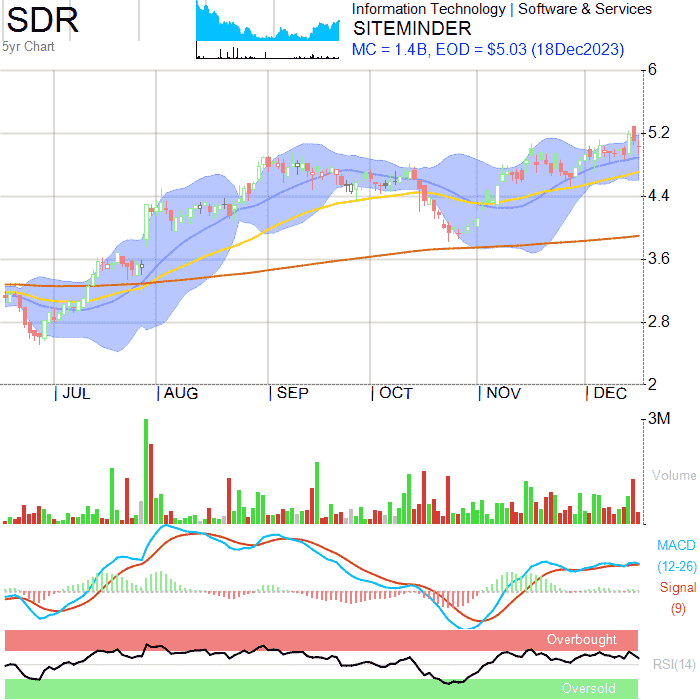 SDR
5yr Chart
Information Technology | Software & Services
SITEMINDER
MC = 1.4B, EOD = $5.03 (18Dec2023)
6
5.2
4.4
3.6
2.8
2
| JUL | AUG | SEP | OCT | NOV | DEC
3M
Volume
MACD
(12-26)
Signal
(9)
Overbought
RSI(14)
Oversold